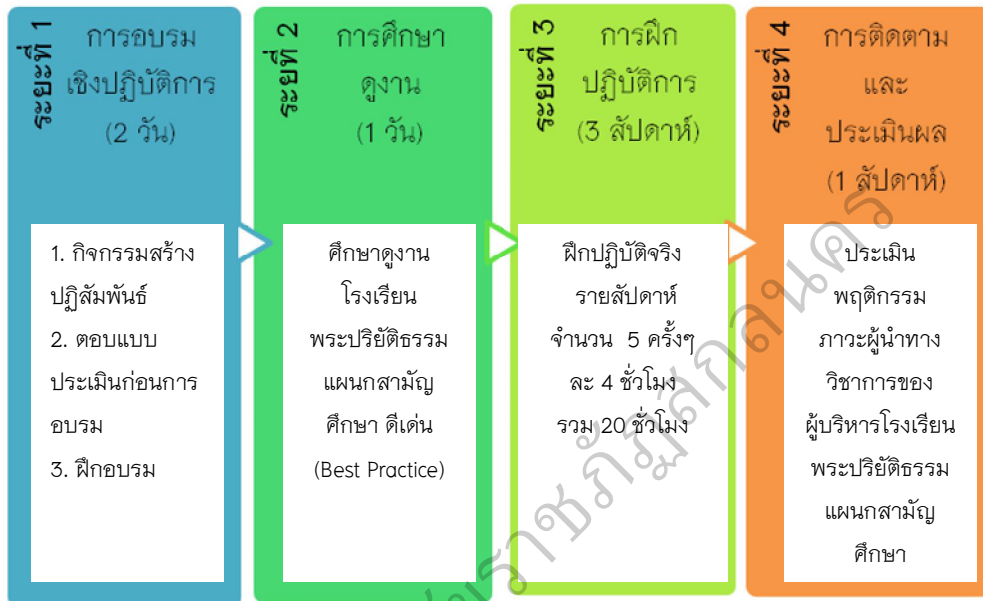 ระยะที่ 1
การอบรม
เชิงปฏิบัติการ
(2 วัน)
1. กิจกรรมสร้าง
ปฏิสัมพันธ์
2. ตอบแบบ
ประเมินก่อนการ
อบรม
3. ฝึกอบรม
ระยะที่ 2
การศึกษา
ดูงาน
(1 วัน)
ศึกษาดูงาน
โรงเรียน
พระปริยัติธรรม
แผนกสามัญ
ศึกษา ดีเด่น
(Best Practice)
ระยะที่ 3
การฝึก
ปฏิบัติการ
(3 สัปดาห์)
ฝึกปฏิบัติจริง
รายสัปดาห์
จำนวน 5 ครั้งๆ
ละ 4 ชั่วโมง
รวม 20 ชั่วโมง
ระยะที่ 4
การติดตาม
และ
ประเมินผล
(1 สัปดาห์)
ประเมิน
พฤติกรรม
ภาวะผู้นำทาง
วิชาการของ
ผู้บริหารโรงเรียน
พระปริยัติธรรม
แผนกสามัญ
ศึกษา
ราชภัฏสกลนคร